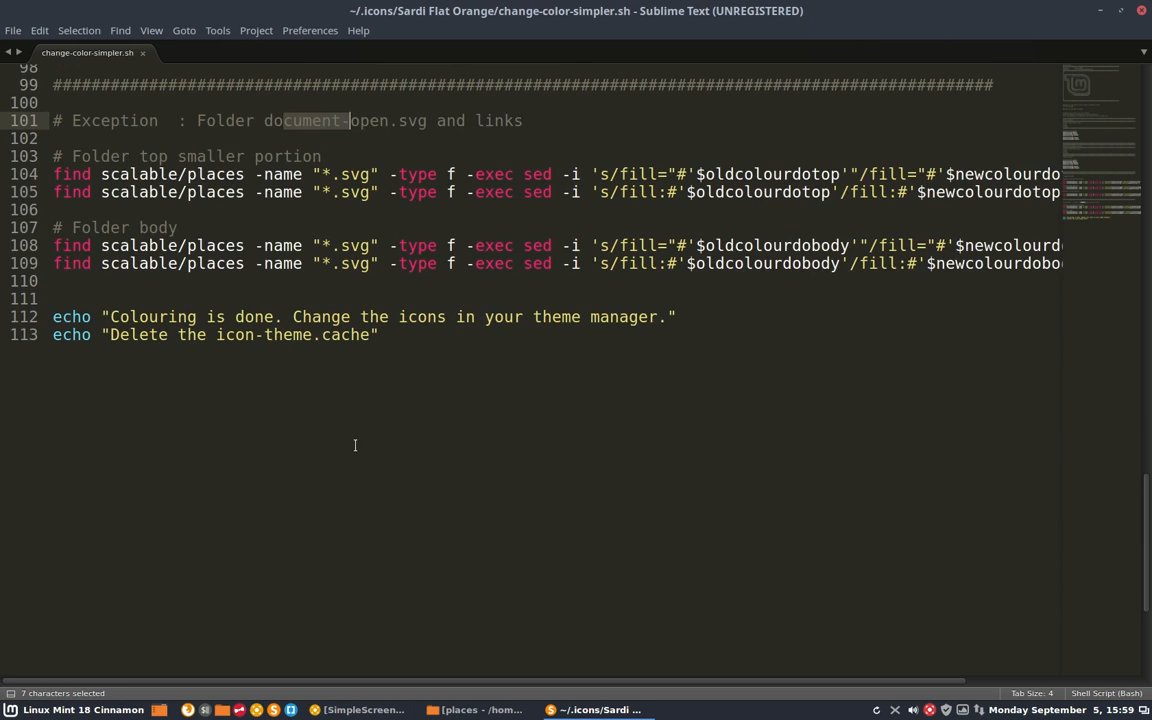 ~/.icons/Sardi Flat Orange/change-color-simpler.sh - Sublime Text (UNREGISTERED)
File Edit Selection Find View Goto Tools Project Preferences Help
change-color-simpler.sh ×
98
99 ##################################################################################################
100
101 # Exception  : Folder document-open.svg and links
102
103 # Folder top smaller portion
104 find scalable/places -name "*.svg" -type f -exec sed -i 's/fill="#'$oldcolourdotop'"/fill="#'$newcolourdo
105 find scalable/places -name "*.svg" -type f -exec sed -i 's/fill:#'$oldcolourdotop'/fill:#'$newcolourdotop
106
107 # Folder body
108 find scalable/places -name "*.svg" -type f -exec sed -i 's/fill="#'$oldcolourdobody'"/fill="#'$newcolourd
109 find scalable/places -name "*.svg" -type f -exec sed -i 's/fill:#'$oldcolourdobody'/fill:#'$newcolourdobo
110
111
112 echo "Colouring is done. Change the icons in your theme manager."
113 echo "Delete the icon-theme.cache"
7 characters selected Tab Size: 4 Shell Script (Bash)
Linux Mint 18 Cinnamon [SimpleScreen... [places - /hom... ~/.icons/Sardi ... Monday September 5, 15:59